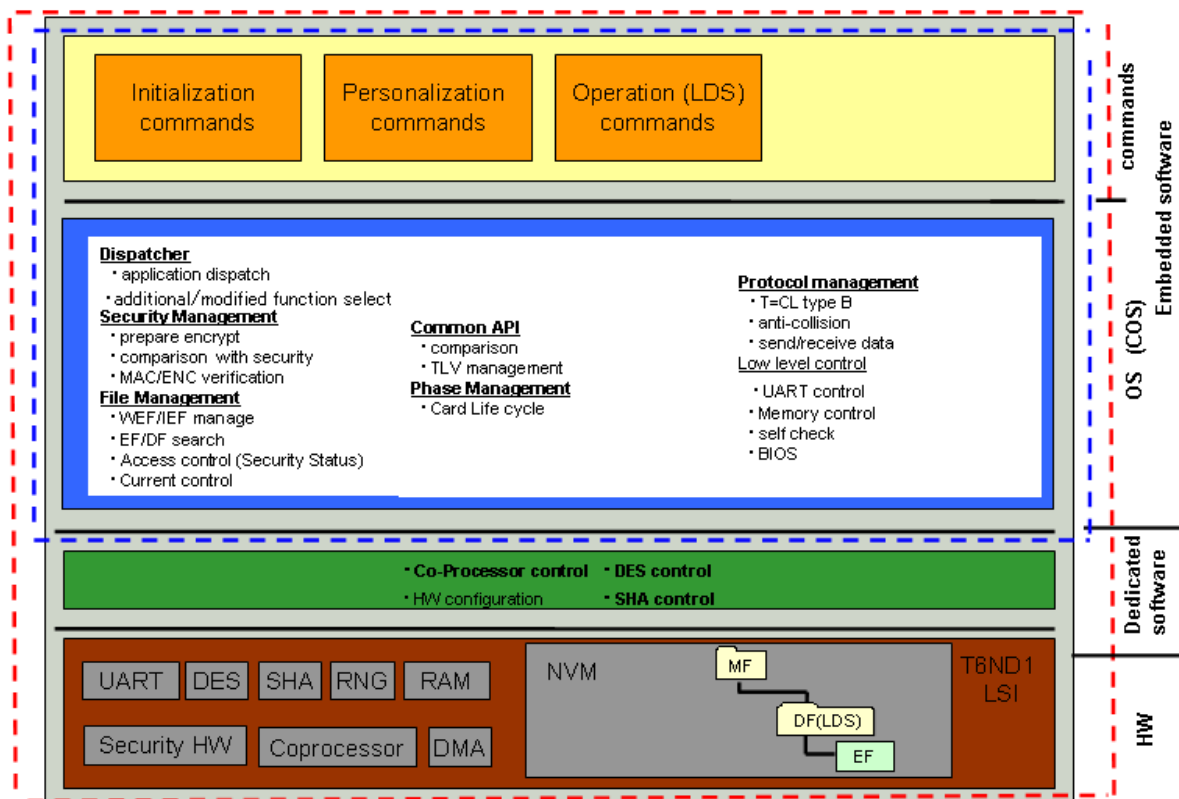 Initialization
commands
Personalization
commands
Operation (LDS)
commands
commands
Embedded software
Dispatcher
・application dispatch
・additional/modified function select
Security Management
・prepare encrypt
・comparison with security
・MAC/ENC verification
File Management
・WEF/IEF manage
・EF/DF search
・Access control (Security Status)
・Current control
Common API
・comparison
・TLV management
Phase Management
・Card Life cycle
Protocol management
・T=CL type B
・anti-collision
・send/receive data
Low level control
・UART control
・Memory control
・self check
・BIOS
OS (COS)
・Co-Processor control ・DES control
・HW configuration ・SHA control
Dedicated
software
UART DES SHA RNG RAM
Security HW Coprocessor DMA
NVM
MF
DF(LDS)
EF
T6ND1
LSI
HW